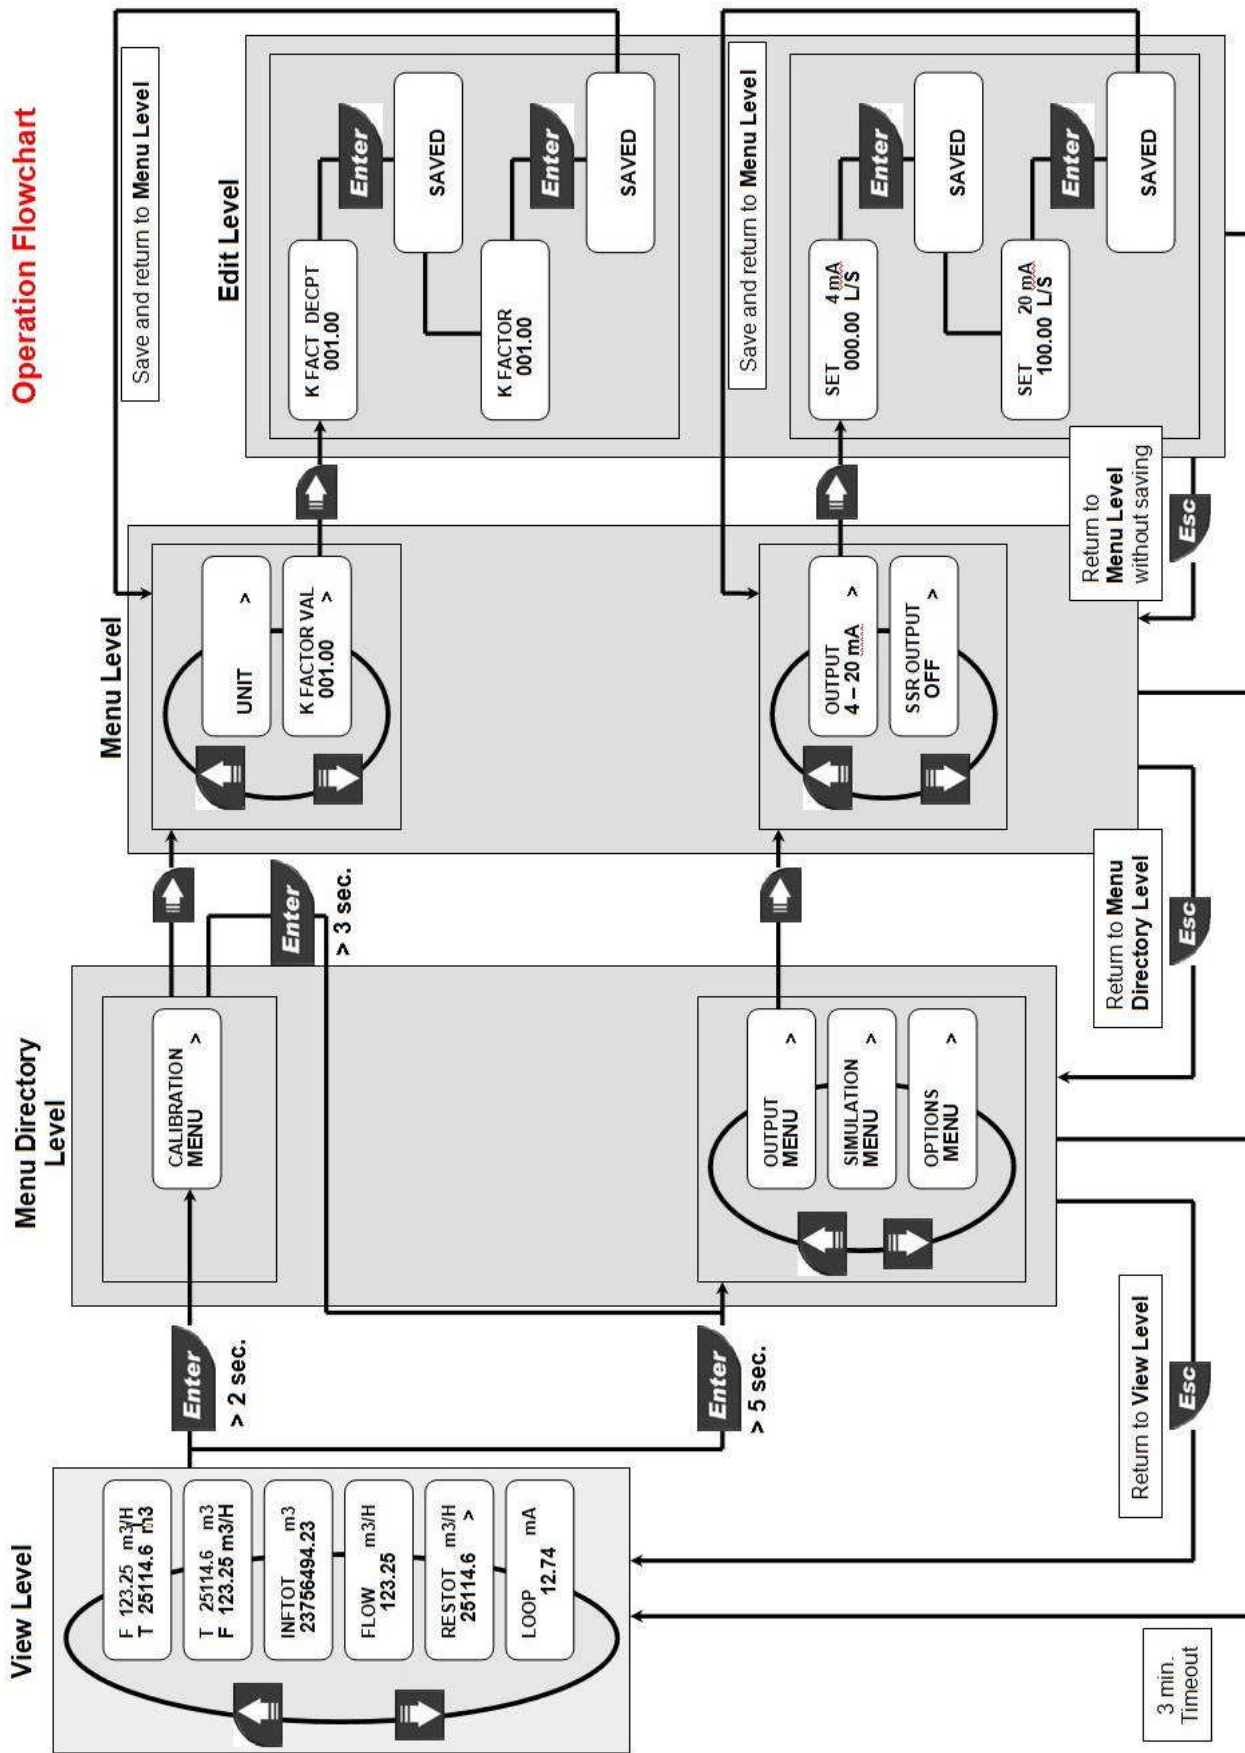 Operation Flowchart
View Level
F 123.25 m3/H
T 25114.6 m3
T 25114.6 m3
F 123.25 m3/H
INFTOT m3
23756494.23
FLOW m3/H
123.25
RESTOT m3/H
25114.6 >
LOOP mA
12.74
3 min.
Timeout
Enter
> 2 sec.
Enter
> 5 sec.
Return to View Level
Esc
Menu Directory
Level
CALIBRATION
MENU >
OUTPUT
MENU >
SIMULATION
MENU >
OPTIONS
MENU >
Enter
> 3 sec.
Return to Menu
Directory Level
Esc
Menu Level
UNIT >
K FACTOR VAL
001.00 >
OUTPUT
4 – 20 mA >
SSR OUTPUT
OFF >
Return to
Menu Level
without saving
Esc
Edit Level
Save and return to Menu Level
K FACT DECPT
001.00
Enter
SAVED
K FACTOR
001.00
Enter
SAVED
Save and return to Menu Level
SET 4 mA
000.00 L/S
Enter
SAVED
SET 20 mA
100.00 L/S
Enter
SAVED